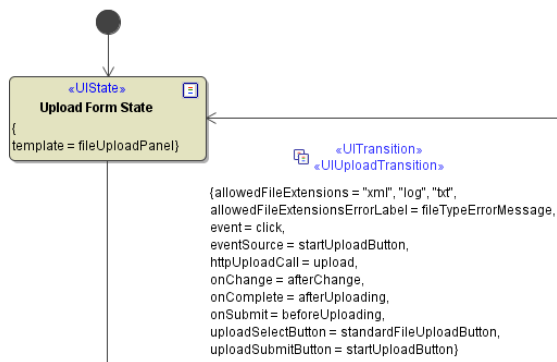 «UIState»
Upload Form State
{
template = fileUploadPanel}
«UITransition»
«UIUploadTransition»
{allowedFileExtensions = "xml", "log", "txt",
allowedFileExtensionsErrorLabel = fileTypeErrorMessage,
event = click,
eventSource = startUploadButton,
httpUploadCall = upload,
onChange = afterChange,
onComplete = afterUploading,
onSubmit = beforeUploading,
uploadSelectButton = standardFileUploadButton,
uploadSubmitButton = startUploadButton}